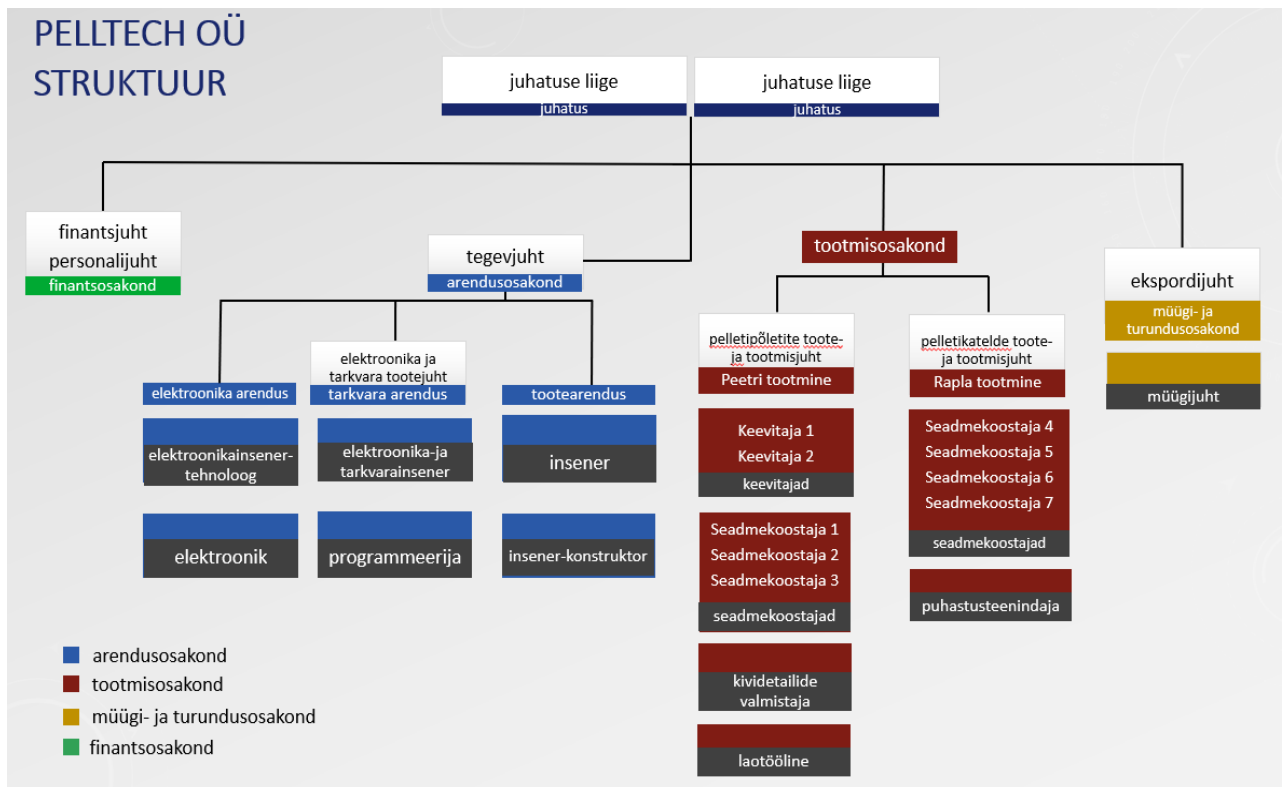 PELLTECH OÜ
STRUKTUUR
juhatuse liige
juhatus
juhatuse liige
juhatus
finantsjuht
personalijuht
finantsosakond
tegevjuht
arendusosakond
tootmisosakond
ekspordijuht
müügi- ja
turundusosakond
müügijuht
elektroonika arendus
elektroonika ja
tarkvara tootejuht
tarkvara arendus
tootearendus
elektroonikainsener-
tehnoloog
elektroonika-ja
tarkvarainsener
insener
elektroonik
programmeerija
insener-konstruktor
pelletipõletite toote-
ja tootmisjuht
Peetri tootmine
Keevitaja 1
Keevitaja 2
keevitajad
Seadmekoostaja 1
Seadmekoostaja 2
Seadmekoostaja 3
seadmekoostajad
kividetailide
valmistaja
laotööline
pelletikatelde toote-
ja tootmisjuht
Rapla tootmine
Seadmekoostaja 4
Seadmekoostaja 5
Seadmekoostaja 6
Seadmekoostaja 7
seadmekoostajad
puhastusteenindaja
arendusosakond
tootmisosakond
müügi- ja turundusosakond
finantsosakond